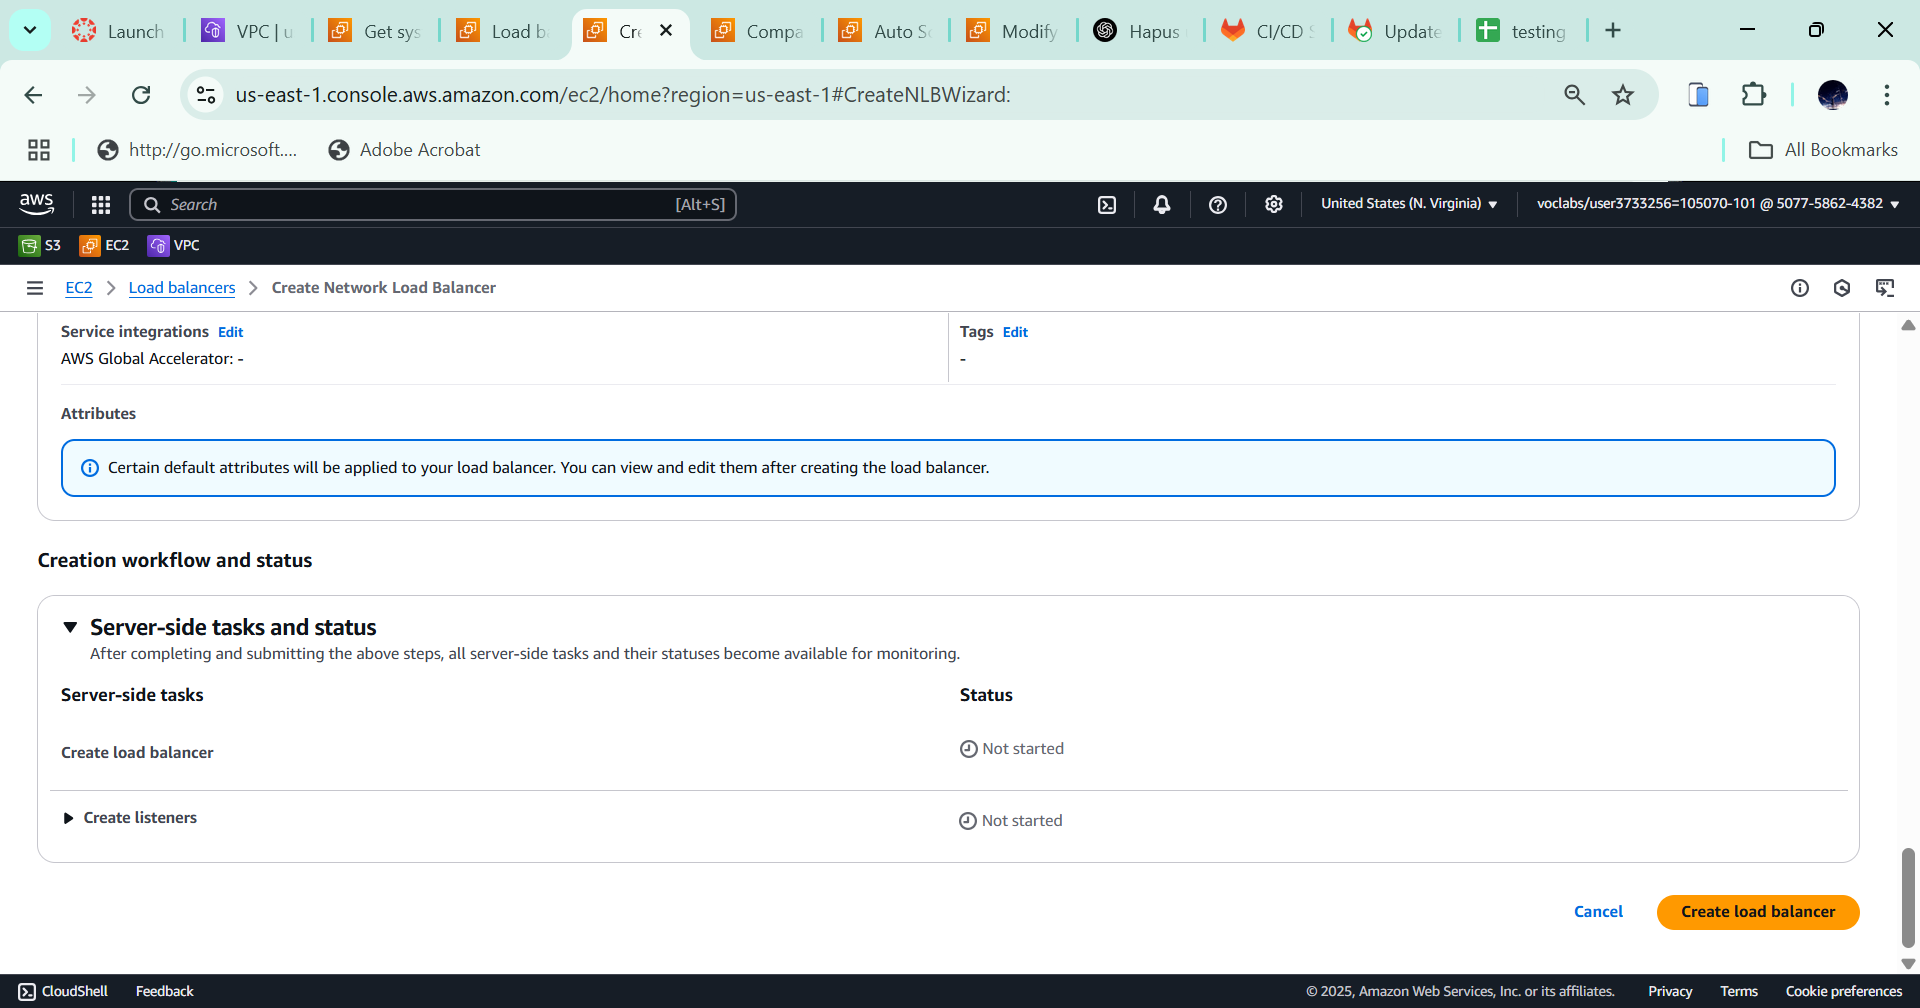 Launch
VPC | u
Get sys
Load b
Cre
Compa
Auto Sc
Modify
Hapus
CI/CD S
Update
testing
us-east-1.console.aws.amazon.com/ec2/home?region=us-east-1#CreateNLBWizard:
http://go.microsoft....
Adobe Acrobat
All Bookmarks
aws
Search
[Alt+S]
United States (N. Virginia)
voclabs/user3733256=105070-101 @ 5077-5862-4382
S3
EC2
VPC
EC2
Load balancers
Create Network Load Balancer
Service integrations Edit
AWS Global Accelerator: -
Tags Edit
-
Attributes
Certain default attributes will be applied to your load balancer. You can view and edit them after creating the load balancer.
Creation workflow and status
Server-side tasks and status
After completing and submitting the above steps, all server-side tasks and their statuses become available for monitoring.
Server-side tasks
Status
Create load balancer
Not started
Create listeners
Not started
Cancel
Create load balancer
CloudShell
Feedback
© 2025, Amazon Web Services, Inc. or its affiliates.
Privacy
Terms
Cookie preferences